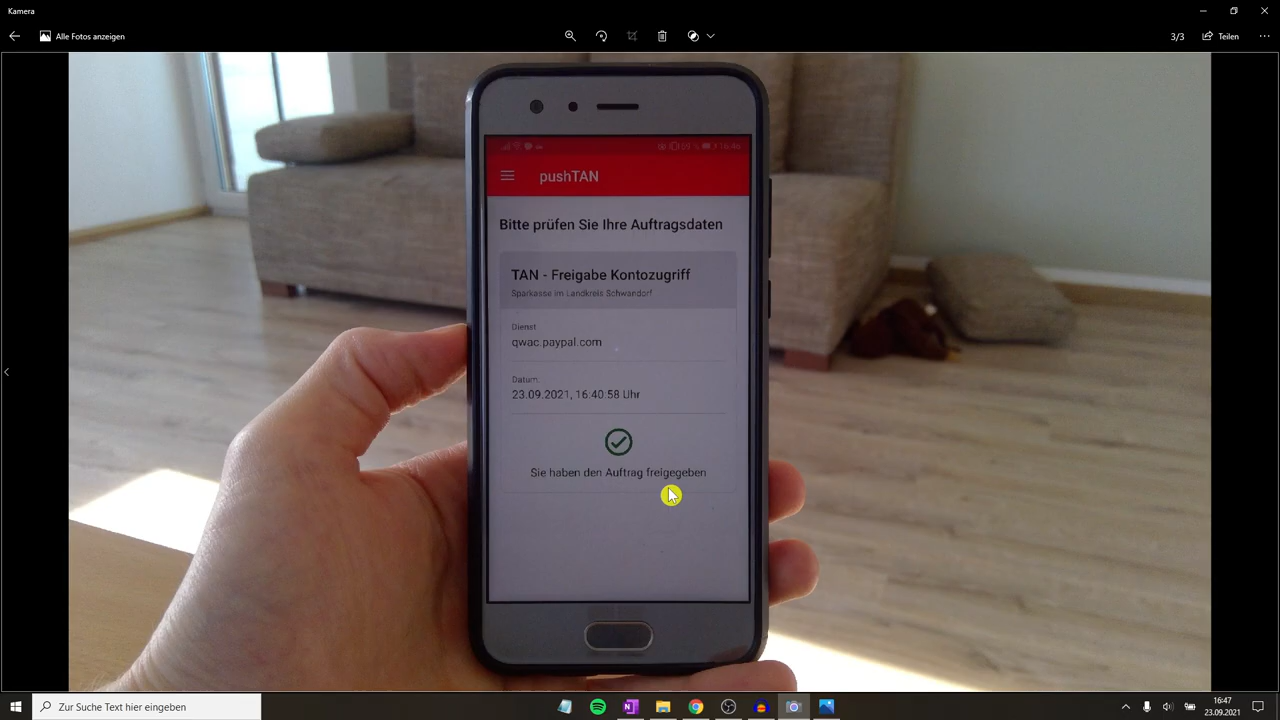 Kamera
Alle Fotos anzeigen
3/3
Teilen
16:46
pushTAN
Bitte prüfen Sie Ihre Auftragsdaten
TAN - Freigabe Kontozugriff
Sparkasse im Landkreis Schwandorf
Dienst
qwac.paypal.com
Datum
23.09.2021, 16:40:58 Uhr
Sie haben den Auftrag freigegeben
Zur Suche Text hier eingeben
16:47
23.09.2021